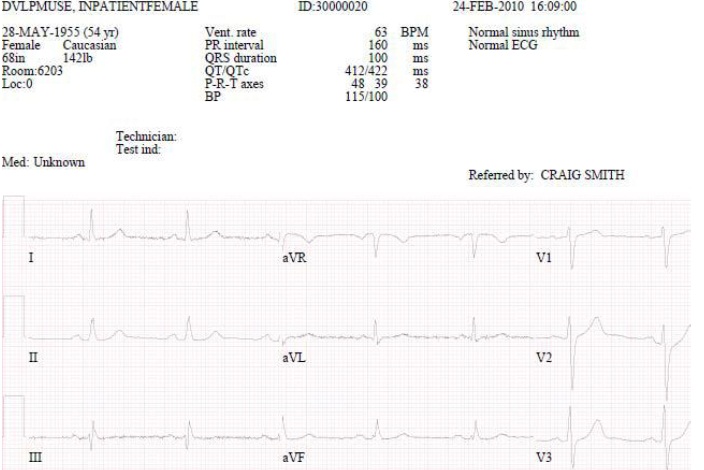 DVLPMUSE, INPATIENTFEMALE ID:30000020 24-FEB-2010 16:09:00
28-MAY-1955 (54 yr) Vent. rate 63 BPM Normal sinus rhythm
Female Caucasian PR interval 160 ms Normal ECG
68in 142lb QRS duration 100 ms
Room:6203 QT/QTc 412/422 ms
Loc:0 P-R-T axes 48 39 38
BP 115/100
Technician:
Test ind:
Med: Unknown
Referred by: CRAIG SMITH
I aVR V1
II aVL V2
III aVF V3